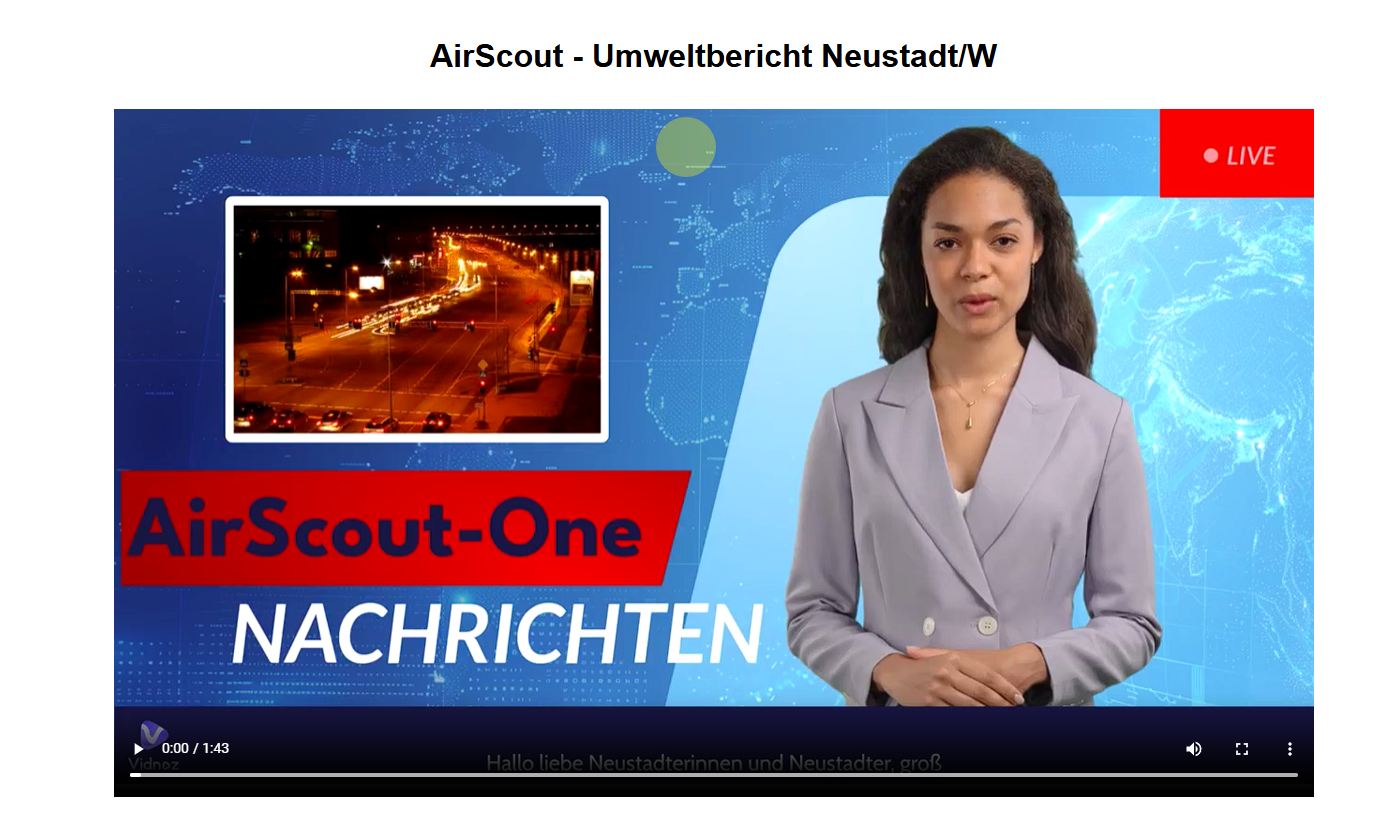 AirScout - Umweltbericht Neustadt/W
LIVE
AirScout-One
NACHRICHTEN
0:00 / 1:43
Vidnoz
Hallo liebe Neustadterinnen und Neustadter, groß